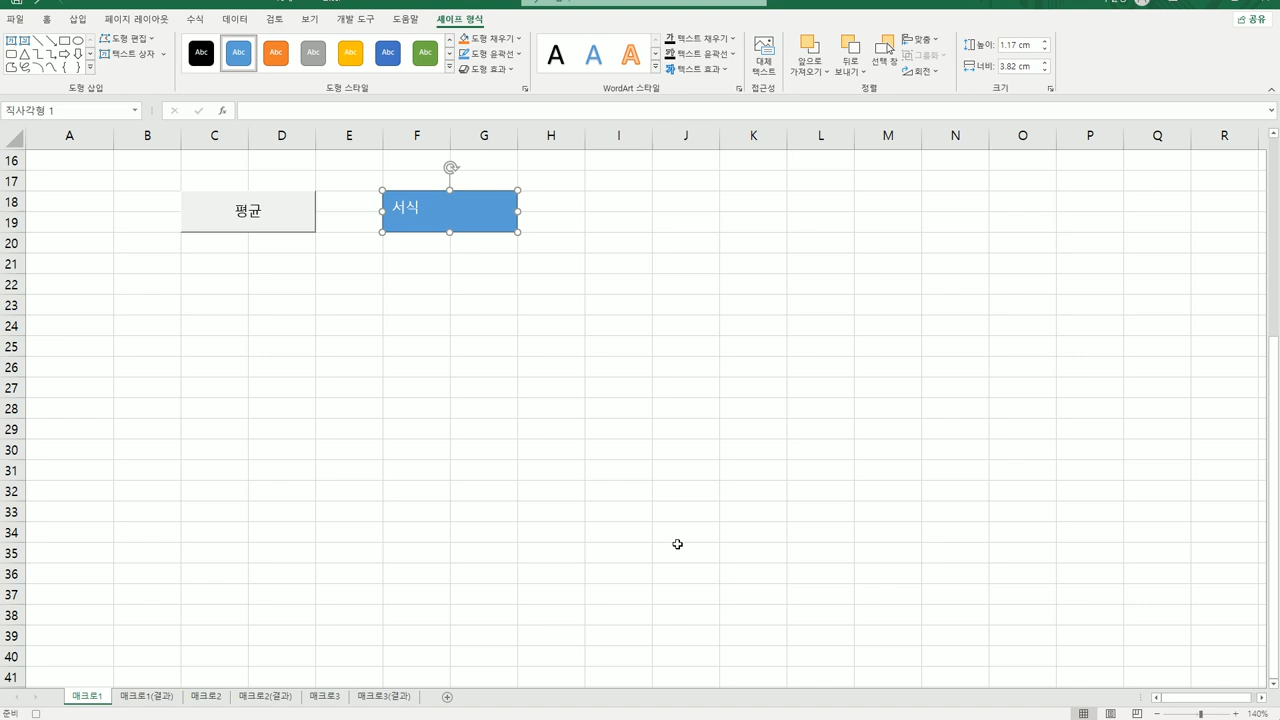 파일 홈 삽입 페이지 레이아웃 수식 데이터 검토 보기 개발 도구 도움말 셰이프 형식 공유
도형 편집
텍스트 상자
도형 삽입
Abc Abc Abc Abc Abc Abc Abc
도형 채우기
도형 윤곽선
도형 효과
도형 스타일
A A A
텍스트 채우기
텍스트 윤곽선
텍스트 효과
WordArt 스타일
대체
텍스트
접근성
앞으로
가져오기
뒤로
보내기
선택 창
맞춤
그룹화
회전
정렬
높이: 1.17 cm
너비: 3.82 cm
크기
직사각형 1
fx
A B C D E F G H I J K L M N O P Q R
16
17
18
19
20
21
22
23
24
25
26
27
28
29
30
31
32
33
34
35
36
37
38
39
40
41
평균
서식
매크로1 매크로1(결과) 매크로2 매크로2(결과) 매크로3 매크로3(결과)
준비
140%